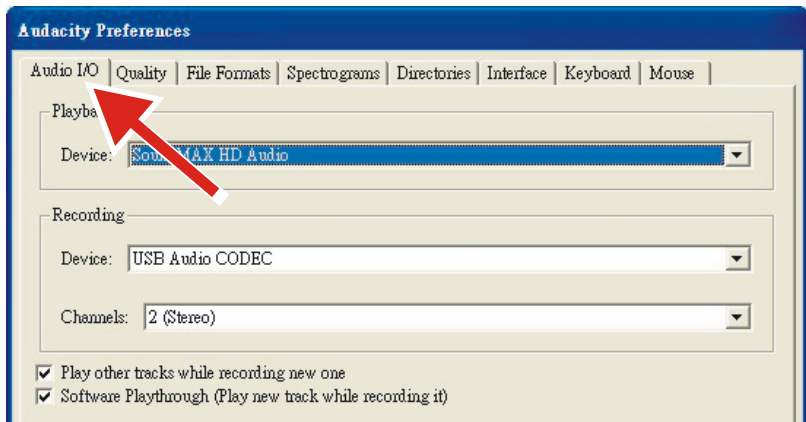 Audacity Preferences
Audio I/O Quality File Formats Spectrograms Directories Interface Keyboard Mouse
Device: MAX HD Audio
Recording
Device: USB Audio CODEC
Channels: 2 (Stereo)
Play other tracks while recording new one
Software Playthrough (Play new track while recording it)